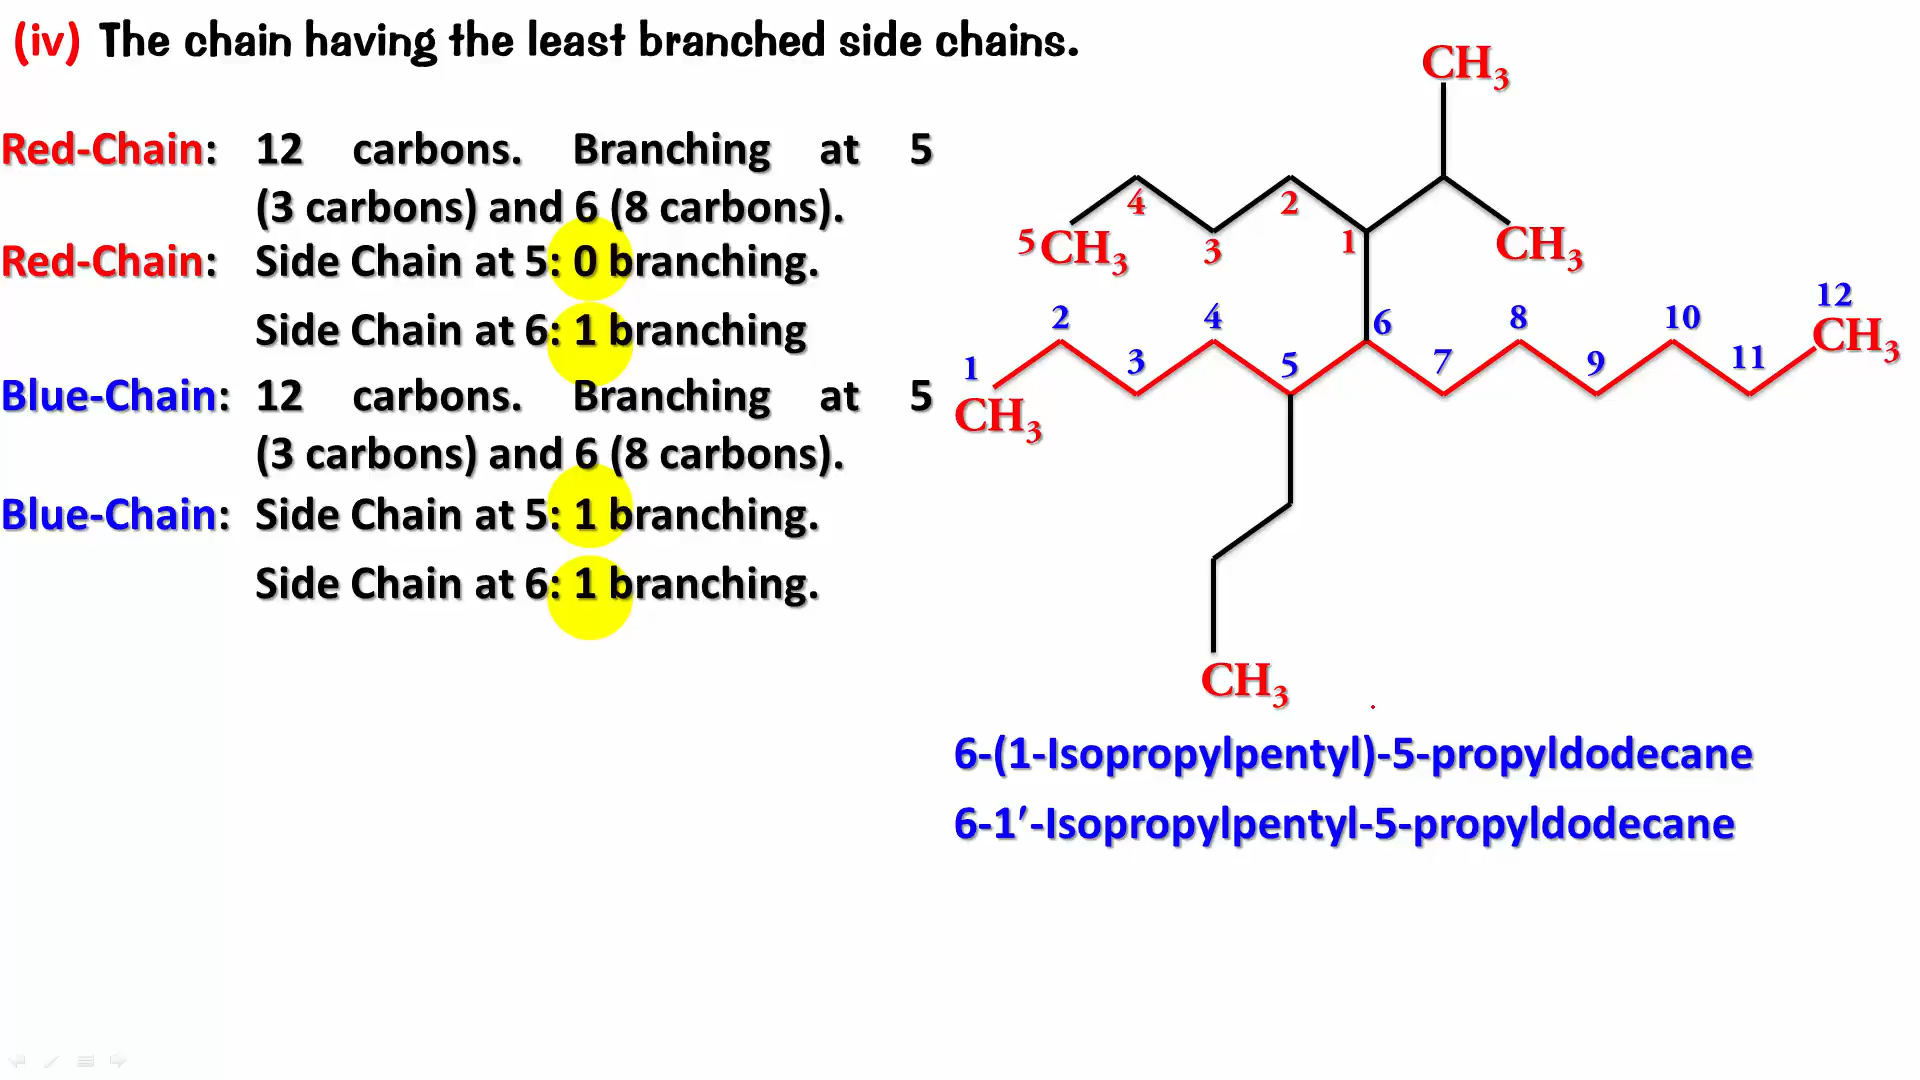 (iv) The chain having the least branched side chains.
Red-Chain: 12 carbons. Branching at 5
(3 carbons) and 6 (8 carbons).
Red-Chain: Side Chain at 5: 0 branching.
Side Chain at 6: 1 branching
Blue-Chain: 12 carbons. Branching at 5
(3 carbons) and 6 (8 carbons).
Blue-Chain: Side Chain at 5: 1 branching.
Side Chain at 6: 1 branching.
CH₃
4 2
5 CH₃ 3 1 CH₃
12
2 4 6 8 10 CH₃
1 3 5 7 9 11
CH₃
CH₃
6-(1-Isopropylpentyl)-5-propyldodecane
6-1′-Isopropylpentyl-5-propyldodecane